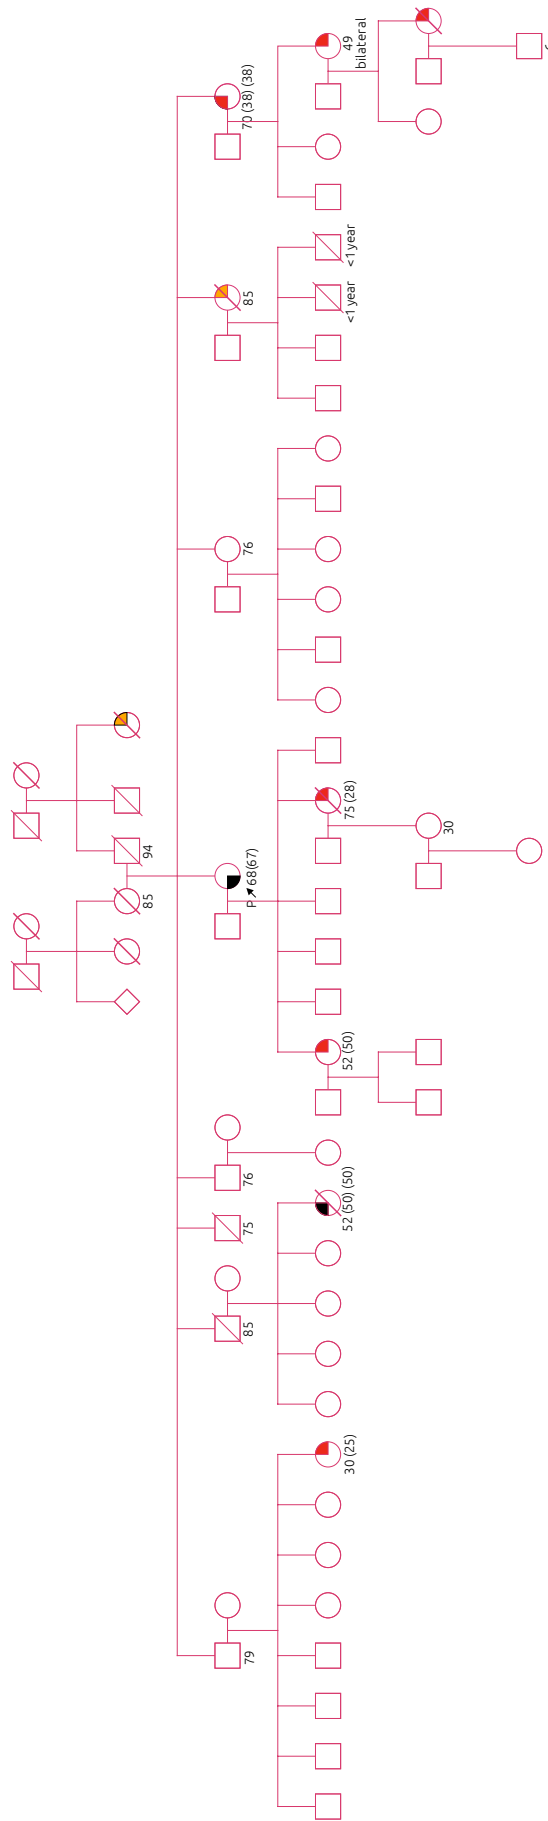 49
bilateral
70 (38) (38)
<1 year
85
<1 year
76
75 (28)
30
94
P 68(67)
85
52 (50)
76
52 (50) (50)
75
85
30 (25)
79